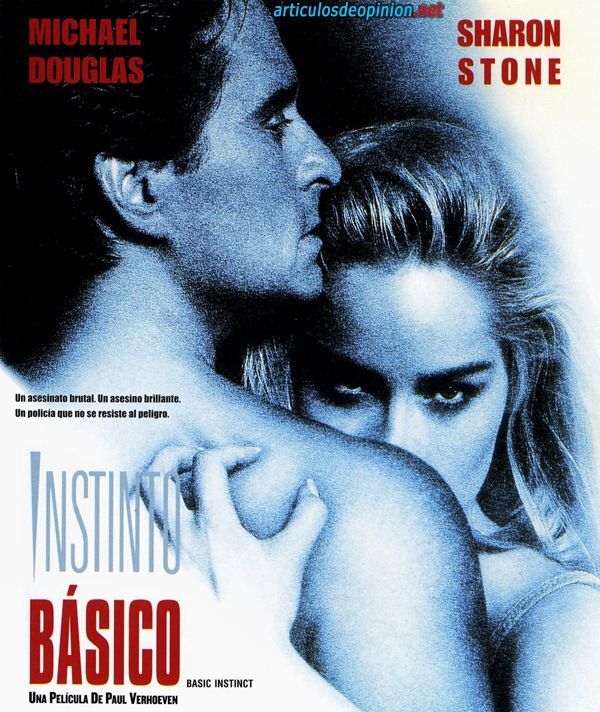 articulosdeopinion.net
MICHAEL
DOUGLAS
SHARON
STONE
Un asesinato brutal. Un asesino brillante.
Un policía que no se resiste al peligro.
INSTINTO
BÁSICO
BASIC INSTINCT
UNA PELÍCULA DE PAUL VERHOEVEN